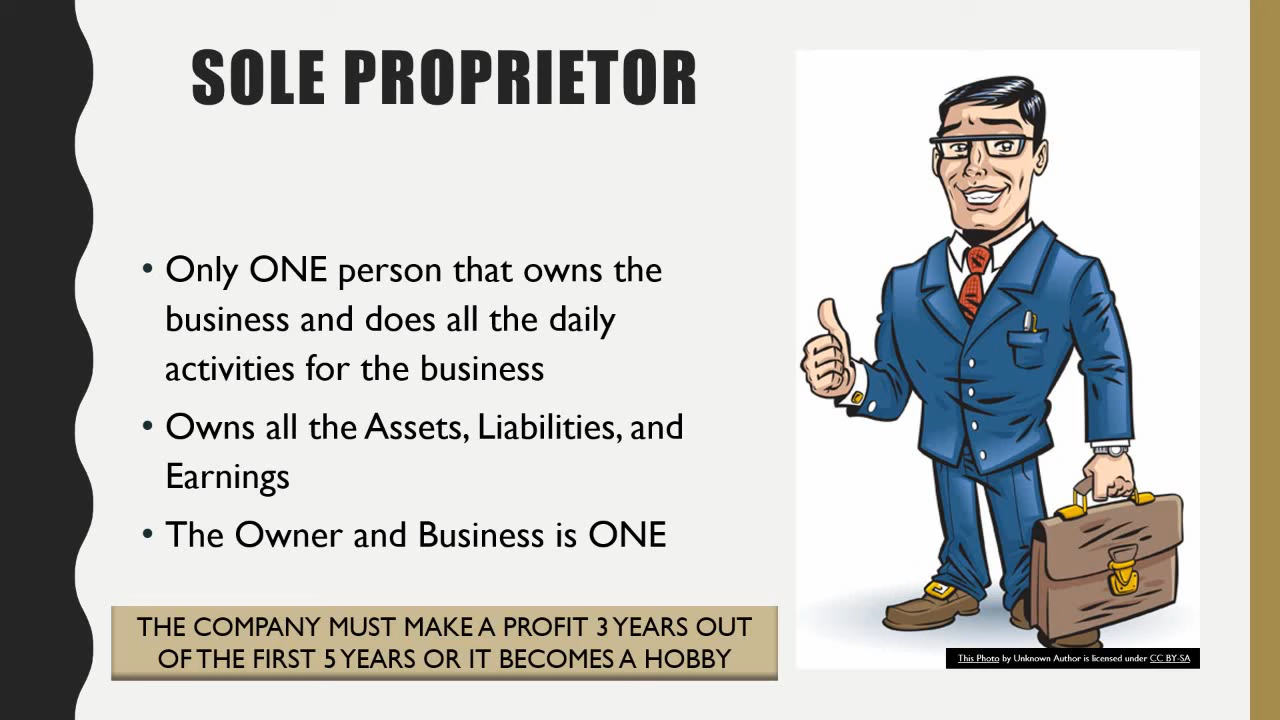 SOLE PROPRIETOR
• Only ONE person that owns the
business and does all the daily
activities for the business
• Owns all the Assets, Liabilities, and
Earnings
• The Owner and Business is ONE
THE COMPANY MUST MAKE A PROFIT 3 YEARS OUT
OF THE FIRST 5 YEARS OR IT BECOMES A HOBBY
This Photo by Unknown Author is licensed under CC BY-SA